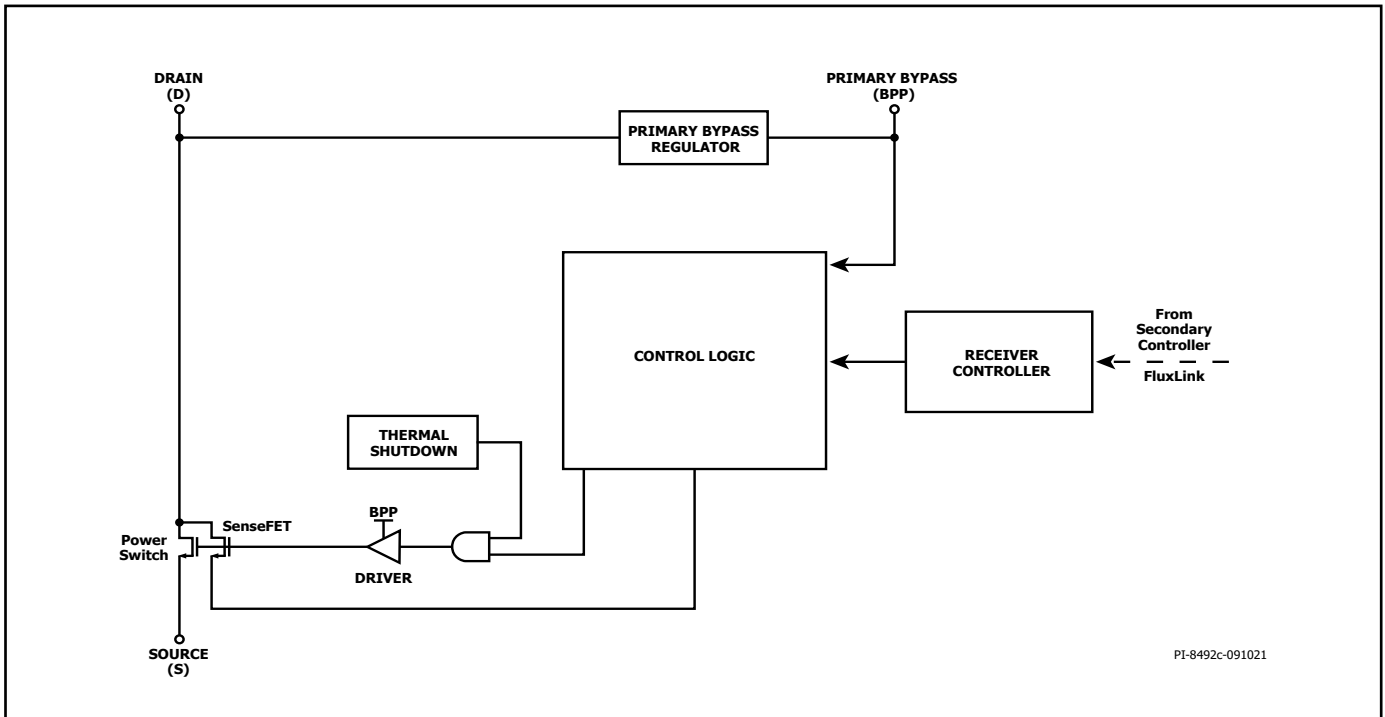 DRAIN
(D)
PRIMARY BYPASS
(BPP)
PRIMARY BYPASS
REGULATOR
CONTROL LOGIC
RECEIVER
CONTROLLER
From
Secondary
Controller
FluxLink
THERMAL
SHUTDOWN
BPP
SenseFET
Power
Switch
DRIVER
SOURCE
(S)
PI-8492c-091021